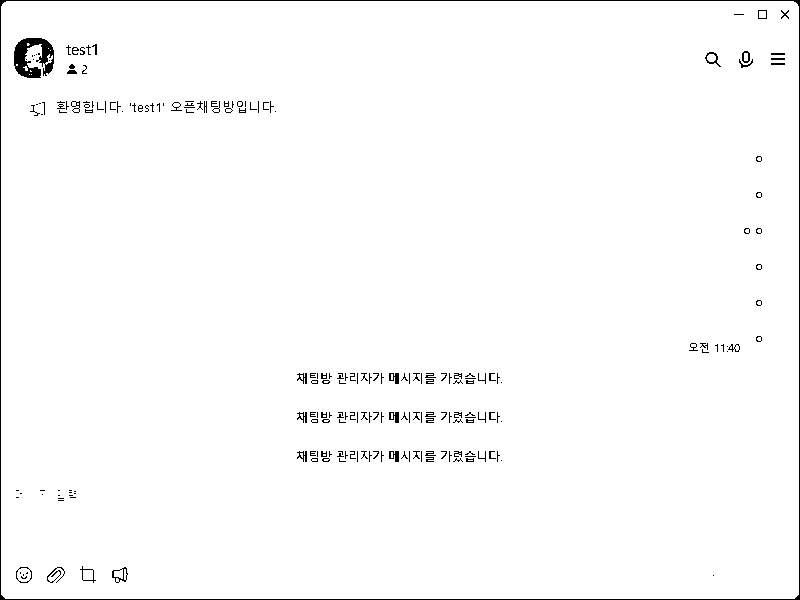 test1
2
환영합니다. 'test1' 오픈채팅방입니다.
ㅇ
ㅇ
ㅇㅇ
ㅇ
ㅇ
ㅇ
오전 11:40
채팅방 관리자가 메시지를 가렸습니다.
채팅방 관리자가 메시지를 가렸습니다.
채팅방 관리자가 메시지를 가렸습니다.